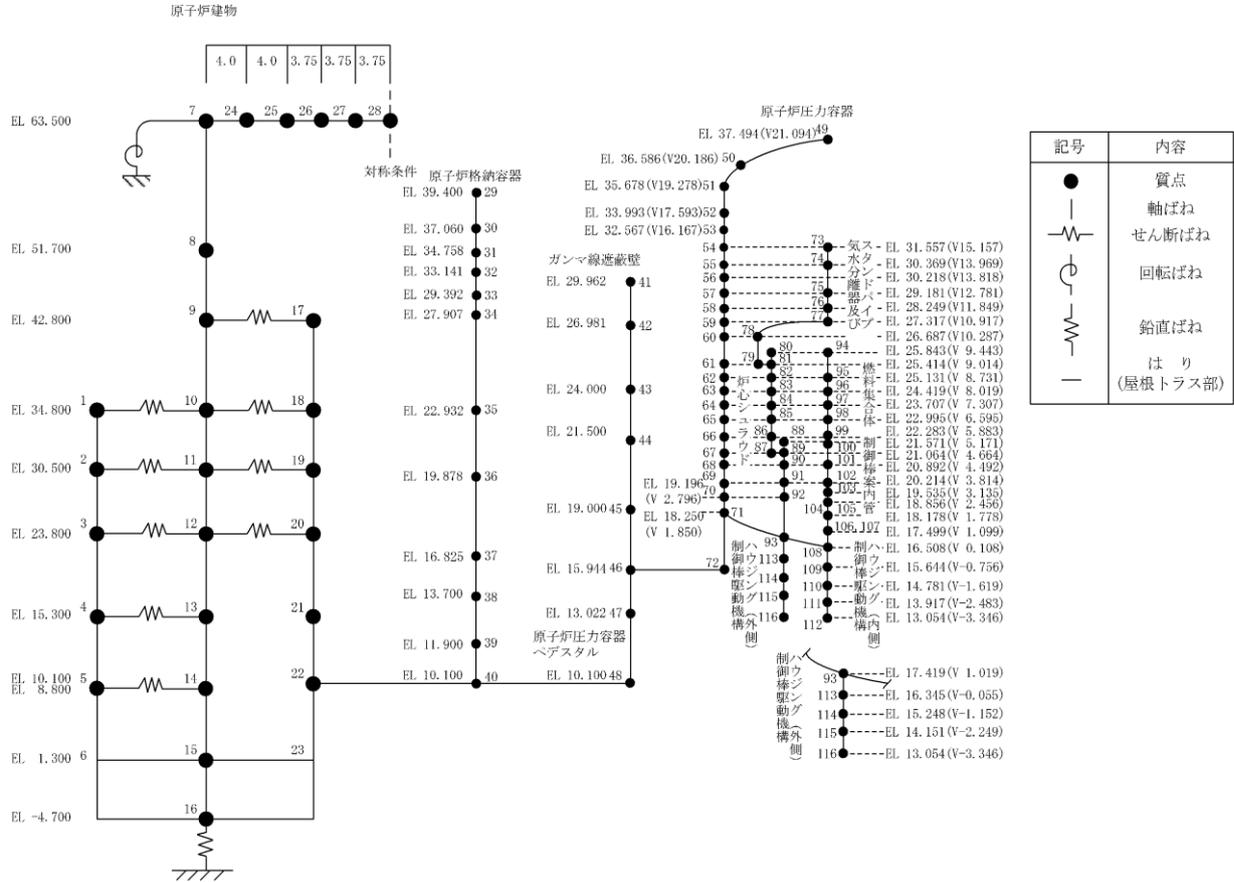 原子炉建物
4.0 4.0 3.75 3.75 3.75
7 24 25 26 27 28
EL 63.500
対称条件
8
EL 51.700
9 17
EL 42.800
1 10 18
EL 34.800
2 11 19
EL 30.500
3 12 20
EL 23.800
4 13 21
EL 15.300
5 14 22
EL 10.100
EL 8.800
6 15 23
EL 1.300
16
EL -4.700
原子炉格納容器
EL 39.400 29
EL 37.060 30
EL 34.758 31
EL 33.141 32
EL 29.392 33
EL 27.907 34
EL 22.932 35
EL 19.878 36
EL 16.825 37
EL 13.700 38
EL 11.900 39
EL 10.100 40
ガンマ線遮蔽壁
EL 29.962 41
EL 26.981 42
EL 24.000 43
EL 21.500 44
EL 19.000 45
EL 15.944 46
EL 13.022 47
原子炉圧力容器
ペデスタル
EL 10.100 48
原子炉圧力容器
EL 37.494(V21.094) 49
EL 36.586(V20.186) 50
EL 35.678(V19.278) 51
EL 33.993(V17.593) 52
EL 32.567(V16.167) 53
54
55
56
57
58
59
60
61
62
63
64
65
66
67
68
69
EL 19.196
(V 2.796)
70
EL 18.250
(V 1.850)
71
72
73
74
75
76
77
78
79
80
81
82
83
84
85
86
87
88
89
90
91
92
93
94
95
96
97
98
99
100
101
102
103
104
105
106,107
108
109
110
111
112
113
114
115
116
スタンドパイプ
気水分離器及び
炉心シュラウド
燃料集合体
制御棒案内管
制御棒駆動機構
ハウジング(外側)
制御棒駆動機構
ハウジング(内側)
EL 31.557(V15.157)
EL 30.369(V13.969)
EL 30.218(V13.818)
EL 29.181(V12.781)
EL 28.249(V11.849)
EL 27.317(V10.917)
EL 26.687(V10.287)
EL 25.843(V 9.443)
EL 25.414(V 9.014)
EL 25.131(V 8.731)
EL 24.419(V 8.019)
EL 23.707(V 7.307)
EL 22.995(V 6.595)
EL 22.283(V 5.883)
EL 21.571(V 5.171)
EL 21.064(V 4.664)
EL 20.892(V 4.492)
EL 20.214(V 3.814)
EL 19.535(V 3.135)
EL 18.856(V 2.456)
EL 18.178(V 1.778)
EL 17.499(V 1.099)
EL 16.508(V 0.108)
EL 15.644(V-0.756)
EL 14.781(V-1.619)
EL 13.917(V-2.483)
EL 13.054(V-3.346)
制御棒駆動機構
ハウジング(外側)
93 EL 17.419(V 1.019)
113 EL 16.345(V-0.055)
114 EL 15.248(V-1.152)
115 EL 14.151(V-2.249)
116 EL 13.054(V-3.346)
記号 内容
質点
軸ばね
せん断ばね
回転ばね
鉛直ばね
はり
(屋根トラス部)